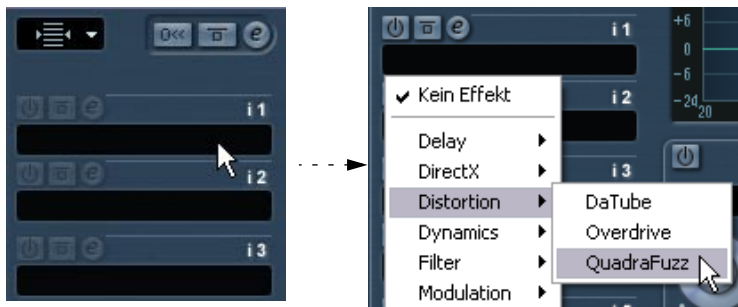 e
e i 1
e i 2
e i 3
e i 1
Kein Effekt
i 2
Delay
DirectX
i 3
Distortion
Dynamics
Filter
Modulation
DaTube
Overdrive
QuadraFuzz
+6
0
-6
-24
20